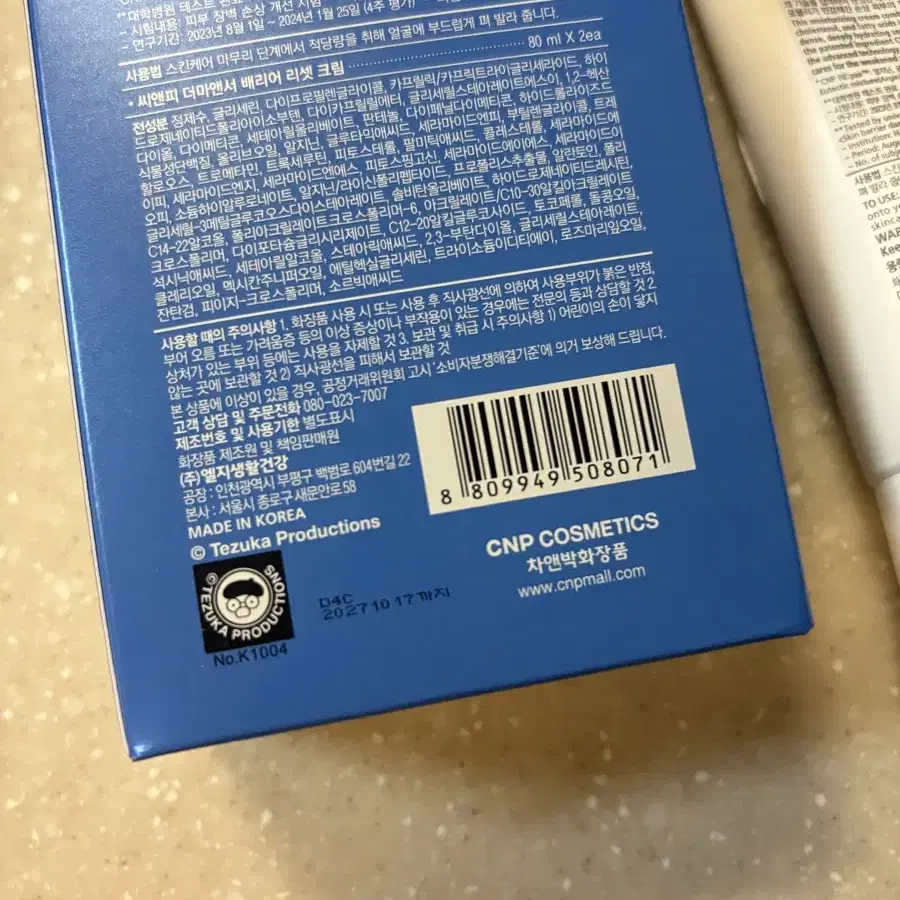 **대학병원 테스트 완료
- 시험내용: 피부 장벽 손상 개선 시험
- 연구기간: 2023년 8월 1일 ~ 2024년 1월 25일 (4주 평가)
사용법 스킨케어 마무리 단계에서 적당량을 취해 얼굴에 부드럽게 펴 발라 줍니다.
• 씨앤피 더마앤서 배리어 리셋 크림 80 ml X 2ea
전성분 정제수, 글리세린, 다이프로필렌글라이콜, 카프릴릭/카프릭트라이글리세라이드, 하이
드로제네이티드폴리아이소부텐, 다이카프릴릴에터, 글리세릴스테아레이트에스이, 1,2-헥산
다이올, 다이메티콘, 세테아릴올리베이트, 판테놀, 다이페닐다이메티콘, 하이드롤라이즈드
식물성단백질, 올리브오일, 알지닌, 글루타믹애씨드, 세라마이드엔피, 부틸렌글라이콜, 트레
할로오스, 트로메타민, 트록세루틴, 피토스테롤, 팔미틱애씨드, 콜레스테롤, 세라마이드에
이피, 세라마이드엔지, 세라마이드엔에스, 피토스핑고신, 세라마이드에이에스, 세라마이드이
오피, 소듐하이알루로네이트, 알지닌/라이신폴리펩타이드, 프로폴리스추출물, 알란토인, 폴리
글리세릴-3메틸글루코오스다이스테아레이트, 솔비탄올리베이트, 하이드로제네이티드레시틴,
C14-22알코올, 폴리아크릴레이트크로스폴리머-6, 아크릴레이트/C10-30알킬아크릴레이트
크로스폴리머, 다이포타슘글리시리제이트, C12-20알킬글루코사이드, 토코페롤, 통콩오일,
석시닉애씨드, 세테아릴알코올, 스테아릭애씨드, 2,3-부탄다이올, 글리세릴스테아레이트,
클레리오일, 멕시칸주니퍼오일, 에틸헥실글리세린, 트라이소듐이디티에이, 로즈마리잎오일,
잔탄검, 피이지-크로스폴리머, 소르빅애씨드
사용할 때의 주의사항 1. 화장품 사용 시 또는 사용 후 직사광선에 의하여 사용부위가 붉은 반점,
부어 오름 또는 가려움증 등의 이상 증상이나 부작용이 있는 경우에는 전문의 등과 상담할 것 2.
상처가 있는 부위 등에는 사용을 자제할 것 3. 보관 및 취급 시 주의사항 1) 어린이의 손이 닿지
않는 곳에 보관할 것 2) 직사광선을 피해서 보관할 것
본 상품에 이상이 있을 경우, 공정거래위원회 고시 '소비자분쟁해결기준'에 의거 보상해 드립니다.
고객 상담 및 주문전화 080-023-7007
제조번호 및 사용기한 별도표시
화장품 제조원 및 책임판매원
(주)엘지생활건강
공장 : 인천광역시 부평구 백범로 604번길 22
본사 : 서울시 종로구 새문안로 58
MADE IN KOREA
© Tezuka Productions
© TEZUKA PRODUCTIONS
No.K1004
D4C
20271017까지
8 809949 508071
CNP COSMETICS
차앤박화장품
www.cnpmall.com
This moisturizing cream
and fatty acids
deeply hydrating
the patented ingredient
cares for the weakened
**Tested by
Skin barrier
- Institution:
- Period: Aug
- No. of subje
사용법
TO USE:
onto yo
skinca
WAR
Kee